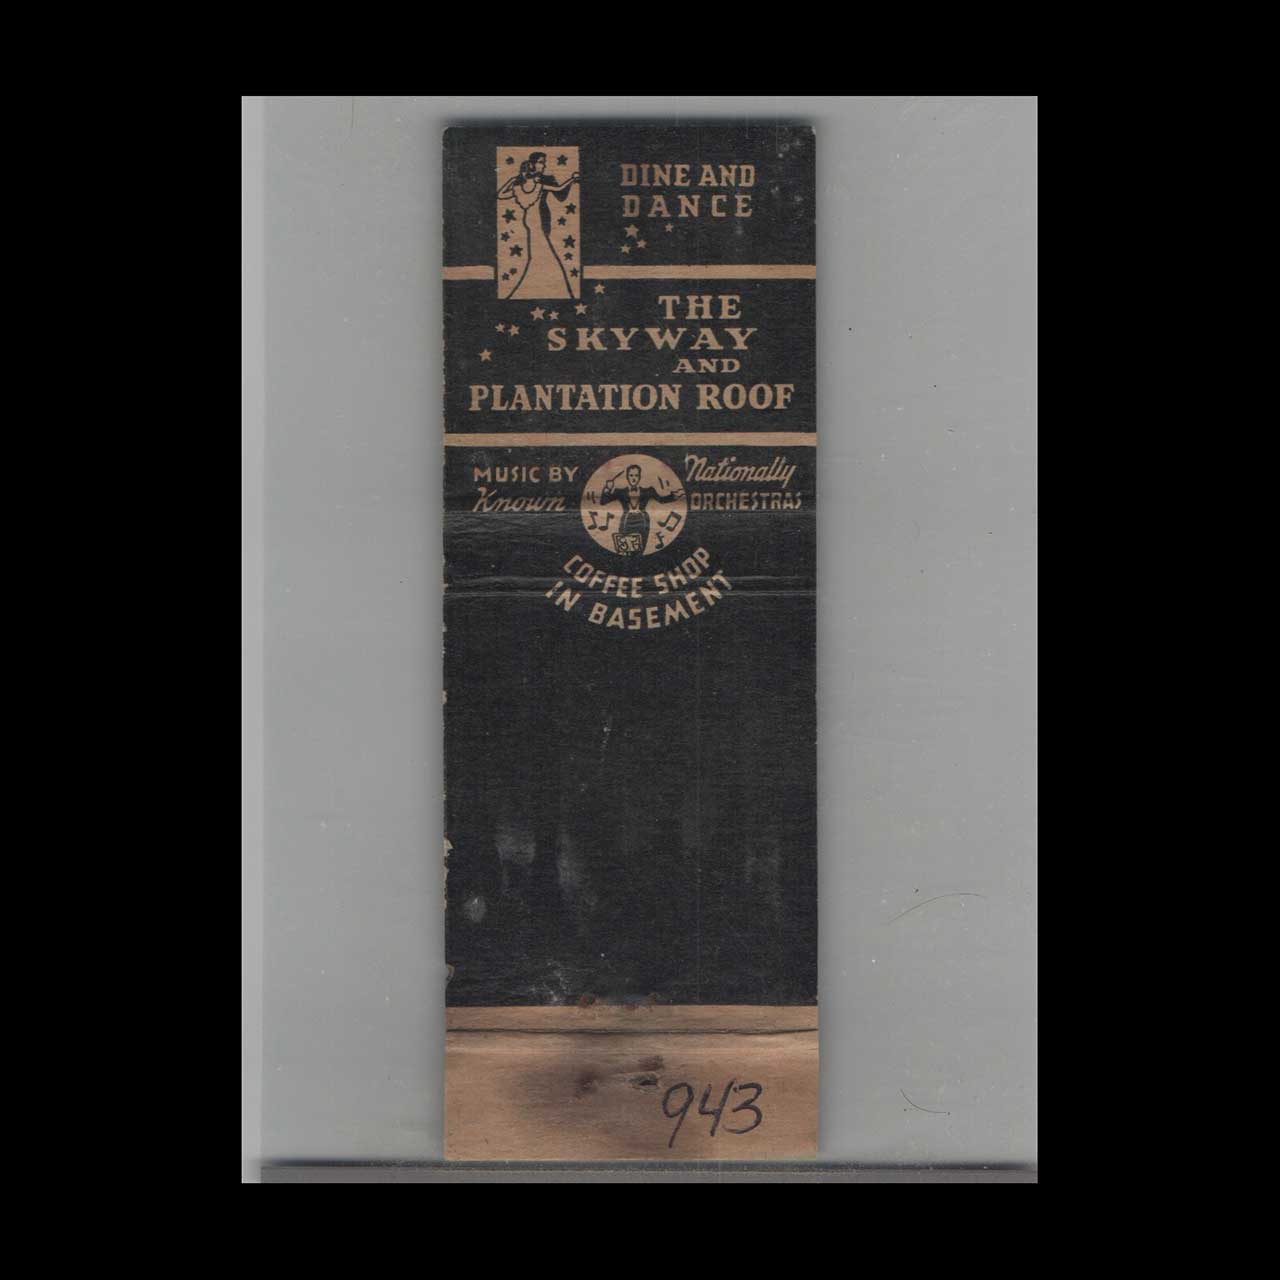 DINE AND
DANCE
THE
SKYWAY
AND
PLANTATION ROOF
MUSIC BY Nationally
Known ORCHESTRAS
COFFEE SHOP
IN BASEMENT
943